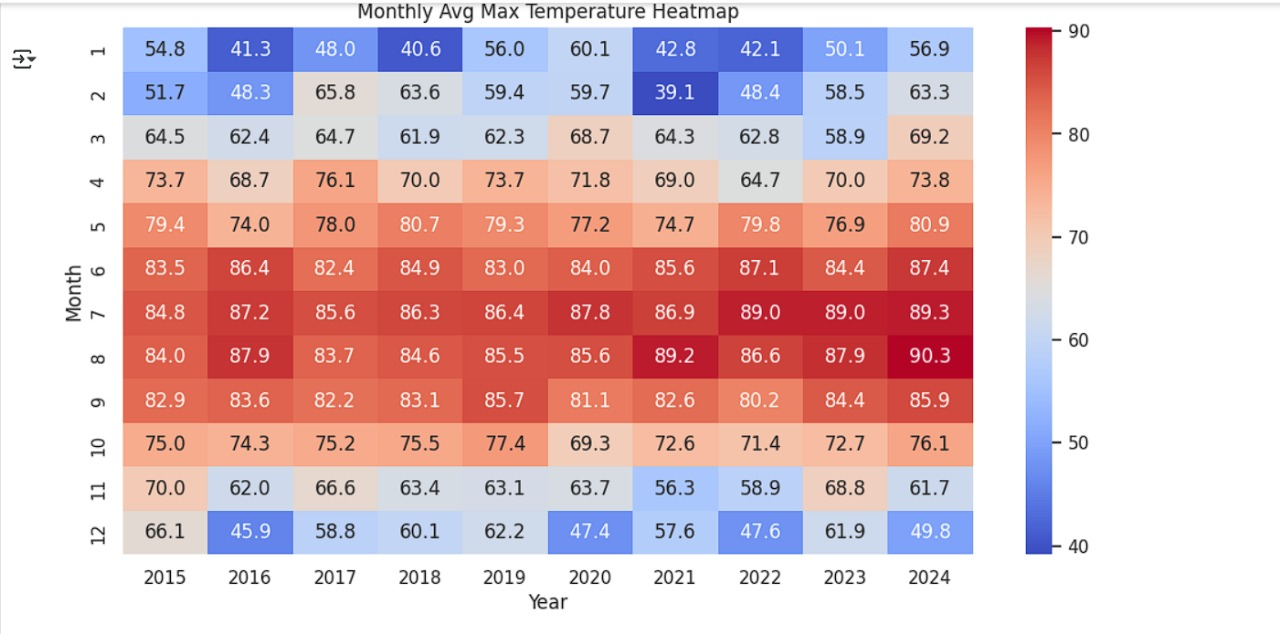 Monthly Avg Max Temperature Heatmap
1 54.8 41.3 48.0 40.6 56.0 60.1 42.8 42.1 50.1 56.9
2 51.7 48.3 65.8 63.6 59.4 59.7 39.1 48.4 58.5 63.3
3 64.5 62.4 64.7 61.9 62.3 68.7 64.3 62.8 58.9 69.2
4 73.7 68.7 76.1 70.0 73.7 71.8 69.0 64.7 70.0 73.8
5 79.4 74.0 78.0 80.7 79.3 77.2 74.7 79.8 76.9 80.9
6 83.5 86.4 82.4 84.9 83.0 84.0 85.6 87.1 84.4 87.4
7 84.8 87.2 85.6 86.3 86.4 87.8 86.9 89.0 89.0 89.3
8 84.0 87.9 83.7 84.6 85.5 85.6 89.2 86.6 87.9 90.3
9 82.9 83.6 82.2 83.1 85.7 81.1 82.6 80.2 84.4 85.9
10 75.0 74.3 75.2 75.5 77.4 69.3 72.6 71.4 72.7 76.1
11 70.0 62.0 66.6 63.4 63.1 63.7 56.3 58.9 68.8 61.7
12 66.1 45.9 58.8 60.1 62.2 47.4 57.6 47.6 61.9 49.8
2015 2016 2017 2018 2019 2020 2021 2022 2023 2024
Year
Month
90
80
70
60
50
40